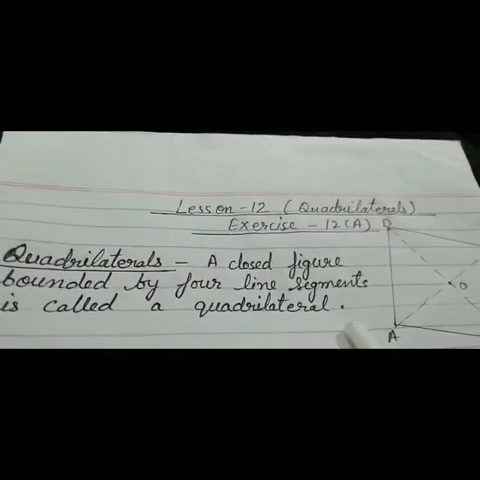 Lesson-12 (Quadrilaterals)
Exercise - 12(A)
D
Quadrilaterals - A closed figure
bounded by four line segments
is called a quadrilateral.
O
A